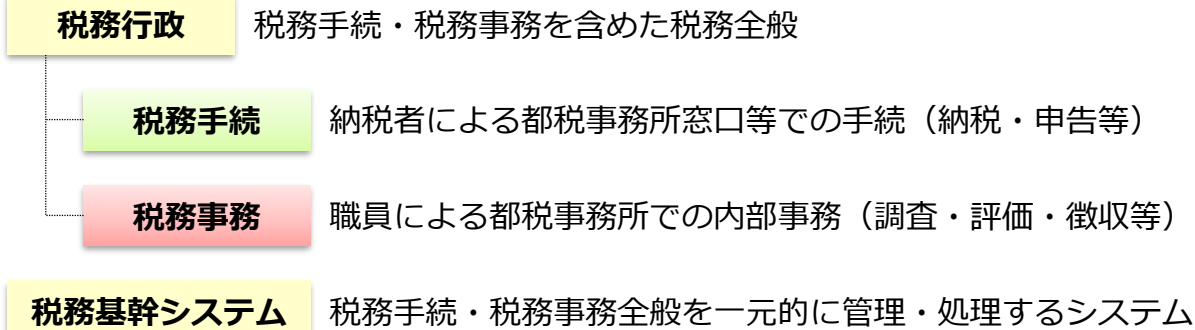 税務行政 税務手続・税務事務を含めた税務全般
税務手続 納税者による都税事務所窓口等での手続（納税・申告等）
税務事務 職員による都税事務所での内部事務（調査・評価・徴収等）
税務基幹システム 税務手続・税務事務全般を一元的に管理・処理するシステム